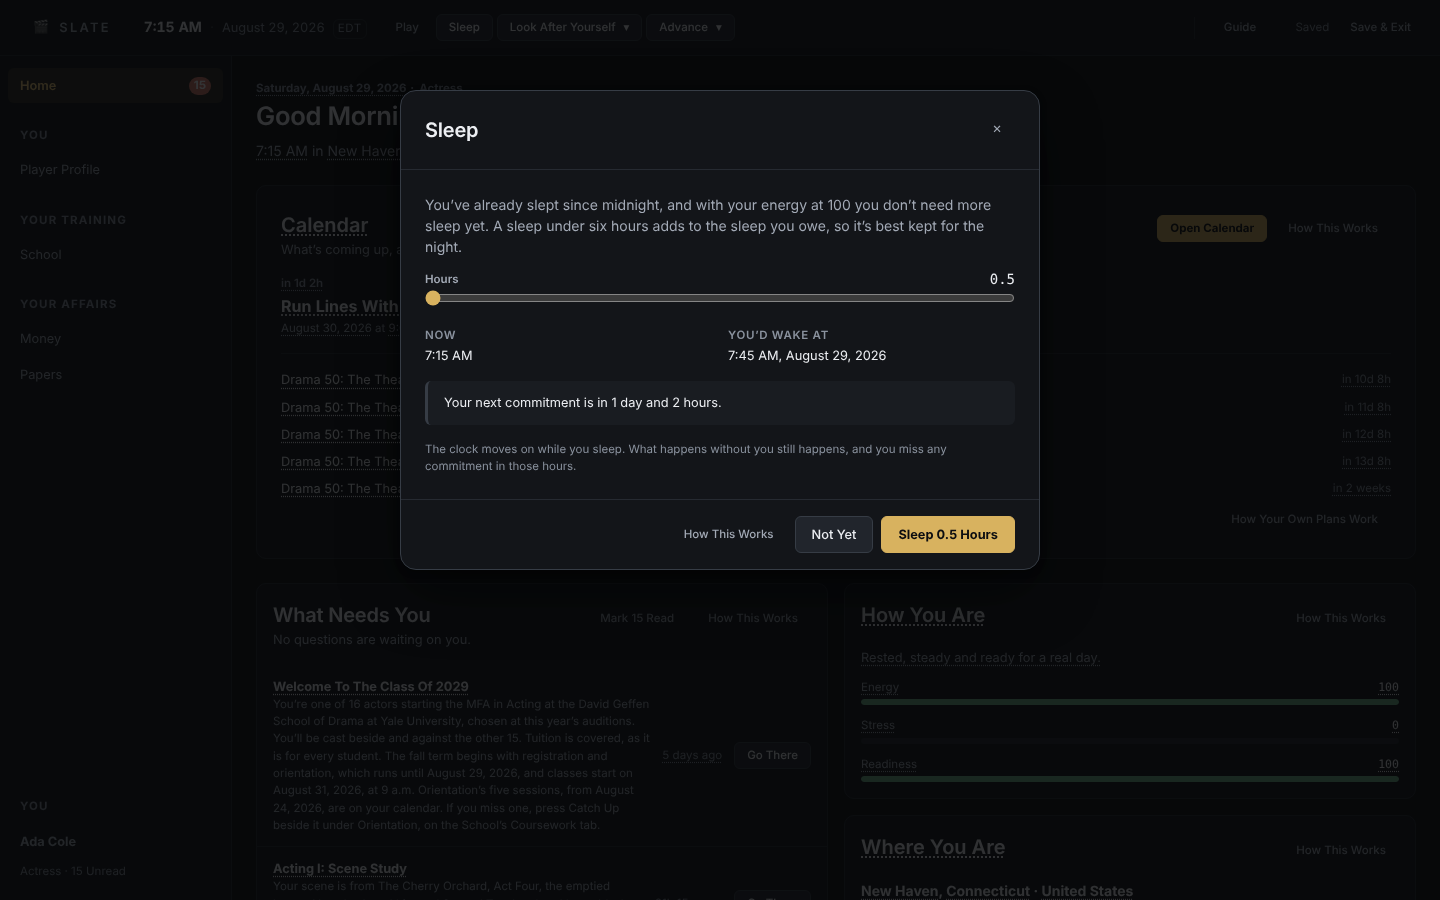 SLATE
7:15 AM
August 29, 2026
EDT
Play
Sleep
Look After Yourself
Advance
Guide
Saved
Save & Exit
Home
15
YOU
Player Profile
YOUR TRAINING
School
YOUR AFFAIRS
Money
Papers
YOU
Ada Cole
Actress · 15 Unread
Saturday, August 29, 2026 · Actress
Good Morni
7:15 AM in New Haven
Calendar
What's coming up, a
Open Calendar
How This Works
in 1d 2h
Run Lines With
August 30, 2026 at 9:
Drama 50: The Thea
in 10d 8h
Drama 50: The Thea
in 11d 8h
Drama 50: The Thea
in 12d 8h
Drama 50: The Thea
in 13d 8h
Drama 50: The Thea
in 2 weeks
How Your Own Plans Work
Sleep
×
You've already slept since midnight, and with your energy at 100 you don't need more
sleep yet. A sleep under six hours adds to the sleep you owe, so it's best kept for the
night.
Hours
0.5
NOW
7:15 AM
YOU'D WAKE AT
7:45 AM, August 29, 2026
Your next commitment is in 1 day and 2 hours.
The clock moves on while you sleep. What happens without you still happens, and you miss any
commitment in those hours.
How This Works
Not Yet
Sleep 0.5 Hours
What Needs You
Mark 15 Read
How This Works
No questions are waiting on you.
Welcome To The Class Of 2029
You're one of 16 actors starting the MFA in Acting at the David Geffen
School of Drama at Yale University, chosen at this year's auditions.
You'll be cast beside and against the other 15. Tuition is covered, as it
is for every student. The fall term begins with registration and
orientation, which runs until August 29, 2026, and classes start on
August 31, 2026, at 9 a.m. Orientation's five sessions, from August
24, 2026, are on your calendar. If you miss one, press Catch Up
beside it under Orientation, on the School's Coursework tab.
5 days ago
Go There
Acting I: Scene Study
Your scene is from The Cherry Orchard, Act Four, the emptied
How You Are
How This Works
Rested, steady and ready for a real day.
Energy
100
Stress
0
Readiness
100
Where You Are
How This Works
New Haven, Connecticut · United States